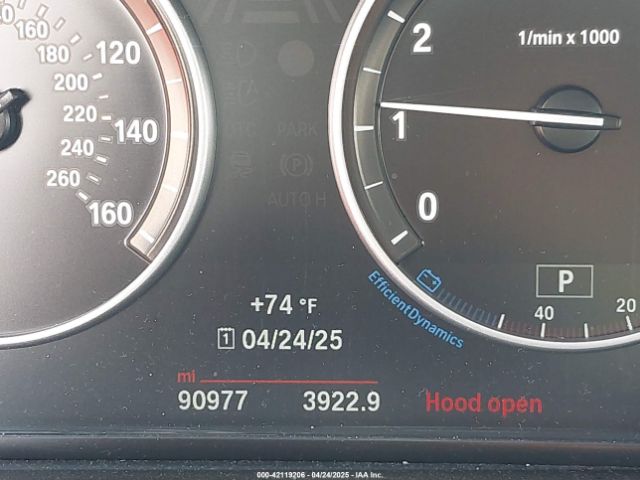 120
140
160
160
180
200
220
240
260
2
1
0
1/min x 1000
PARK
AUTO H
P
40
20
EfficientDynamics
+74 °F
1 04/24/25
mi
90977 3922.9 Hood open
000-42119206 - 04/24/2025 - IAA Inc.